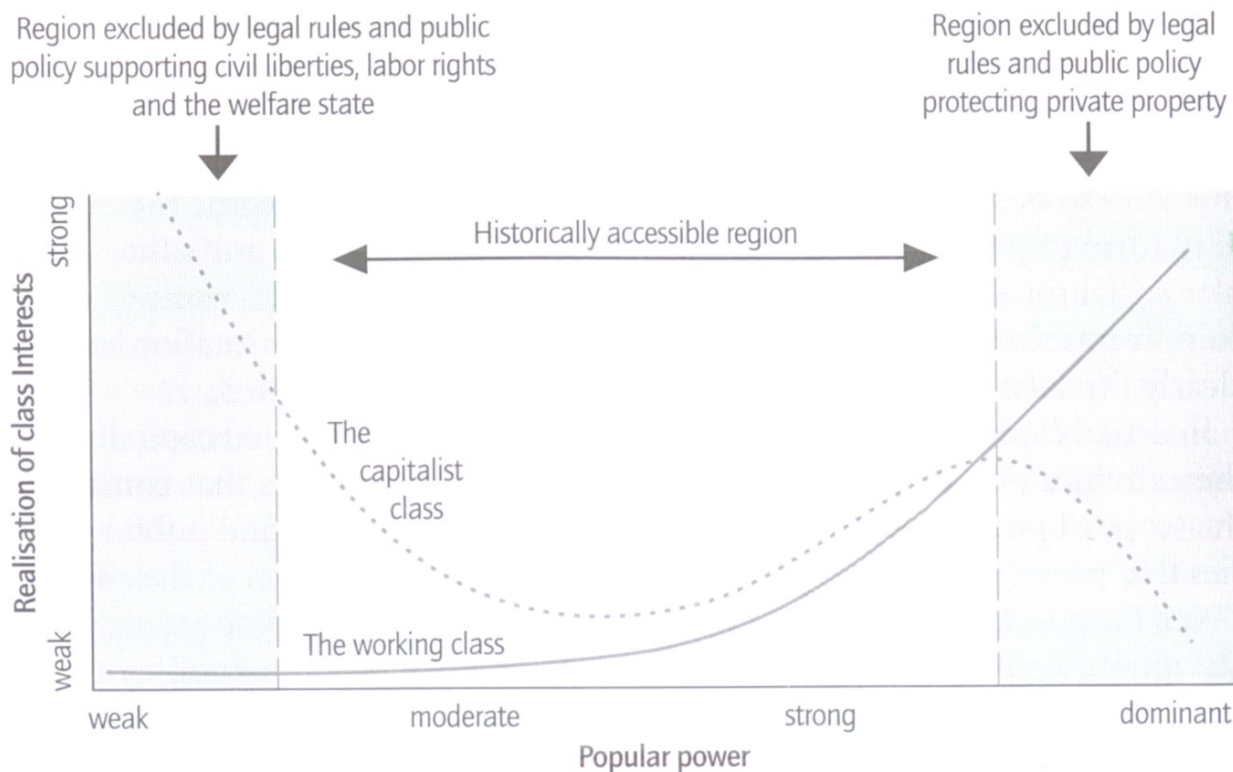 Region excluded by legal rules and public
policy supporting civil liberties, labor rights
and the welfare state
Region excluded by legal
rules and public policy
protecting private property
Realisation of class Interests
strong
weak
Historically accessible region
The
capitalist
class
The working class
weak
moderate
strong
dominant
Popular power